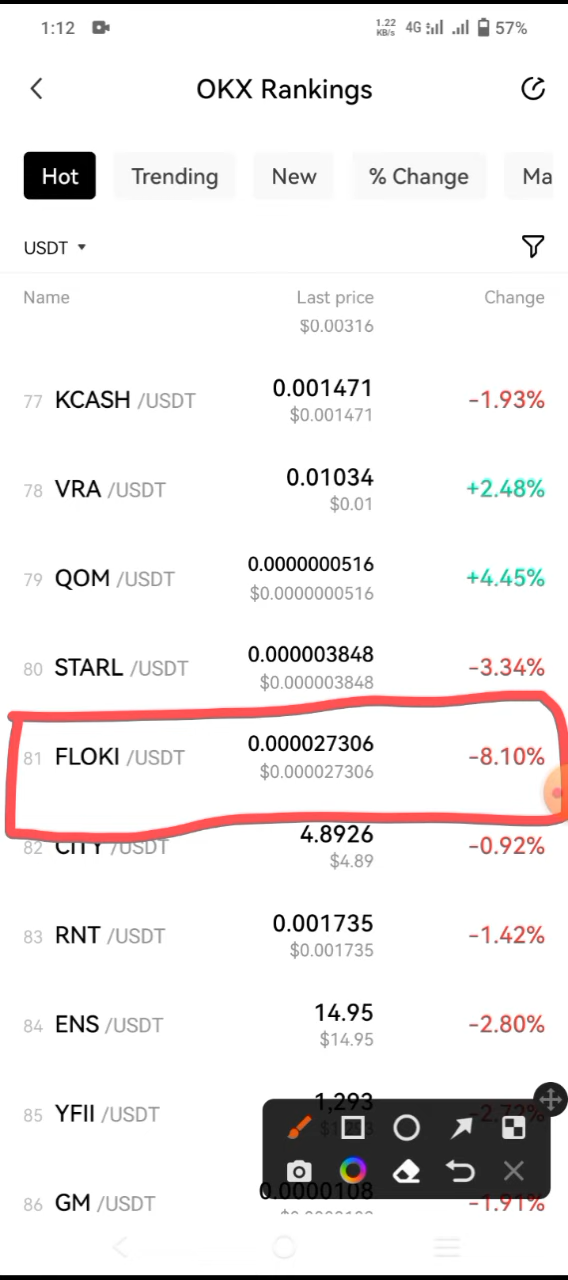 1:12 1.22 KB/s 4G 57%
OKX Rankings
Hot Trending New % Change Ma
USDT
Name Last price Change
$0.00316
77 KCASH /USDT 0.001471 -1.93%
$0.001471
78 VRA /USDT 0.01034 +2.48%
$0.01
79 QOM /USDT 0.0000000516 +4.45%
$0.0000000516
80 STARL /USDT 0.000003848 -3.34%
$0.000003848
81 FLOKI /USDT 0.000027306 -8.10%
$0.000027306
82 CITY /USDT 4.8926 -0.92%
$4.89
83 RNT /USDT 0.001735 -1.42%
$0.001735
84 ENS /USDT 14.95 -2.80%
$14.95
85 YFII /USDT 1,293 -2.72%
86 GM /USDT 0.0000108 -1.91%